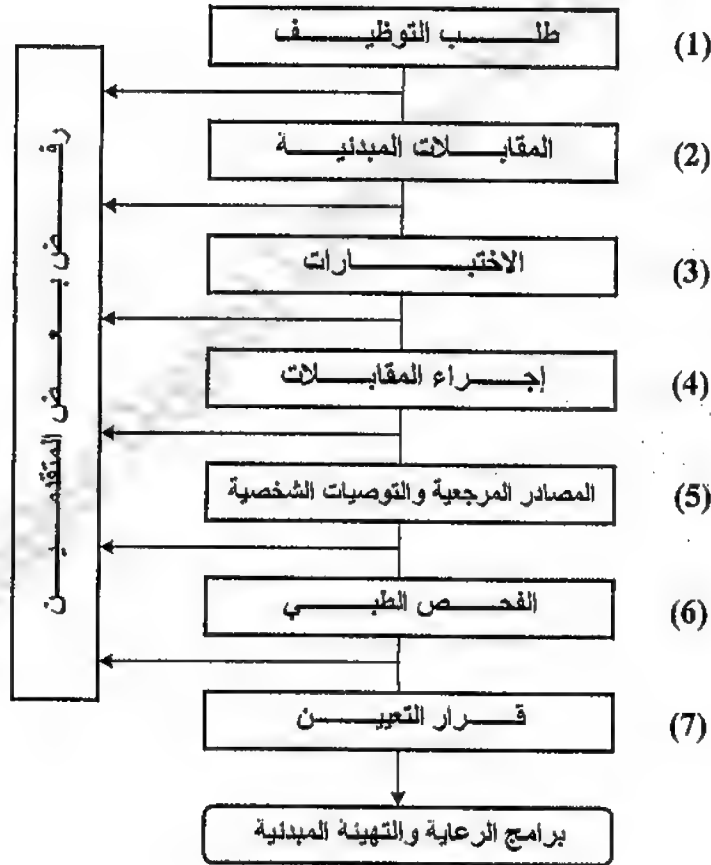 طلب التوظيف (1)
المقابلات المبدئية (2)
الاختبارات (3)
إجراء المقابلات (4)
المصادر المرجعية والتوصيات الشخصية (5)
الفحص الطبي (6)
قرار التعيين (7)
برامج الرعاية والتهيئة المبدئية
رفض بعض المتقدمين